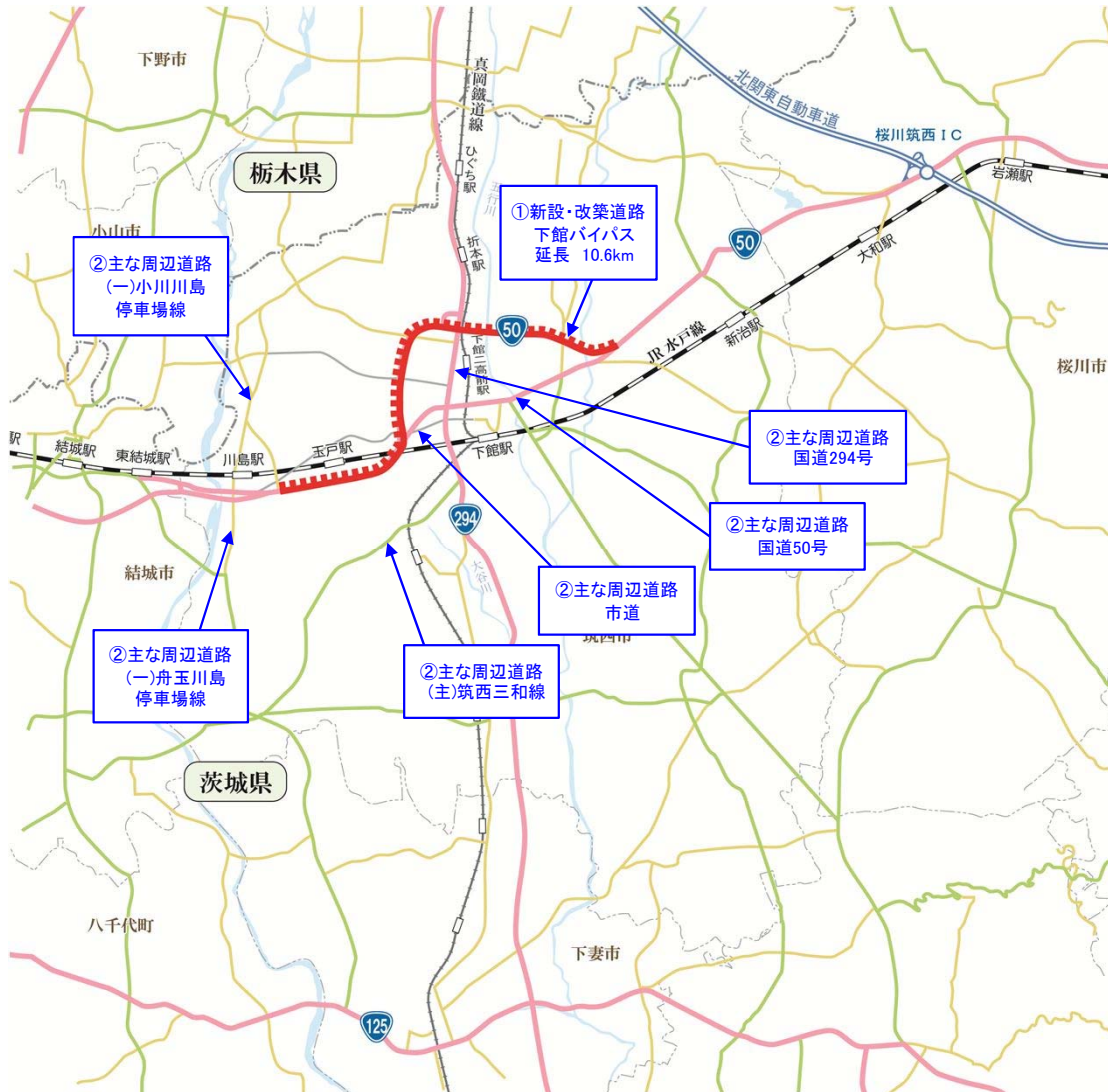 下野市
真岡鐵道線
ひぐち駅
五行川
北関東自動車道
桜川筑西IC
岩瀬駅
栃木県
小山市
折本駅
①新設・改築道路
下館バイパス
延長 10.6km
50
大和駅
②主な周辺道路
(一)小川川島
停車場線
50
下館二高前駅
JR 水戸線
新治駅
桜川市
駅
結城駅
東結城駅
川島駅
玉戸駅
下館駅
②主な周辺道路
国道294号
294
②主な周辺道路
国道50号
結城市
大谷川
②主な周辺道路
市道
筑西市
②主な周辺道路
(一)舟玉川島
停車場線
②主な周辺道路
(主)筑西三和線
茨城県
八千代町
下妻市
125